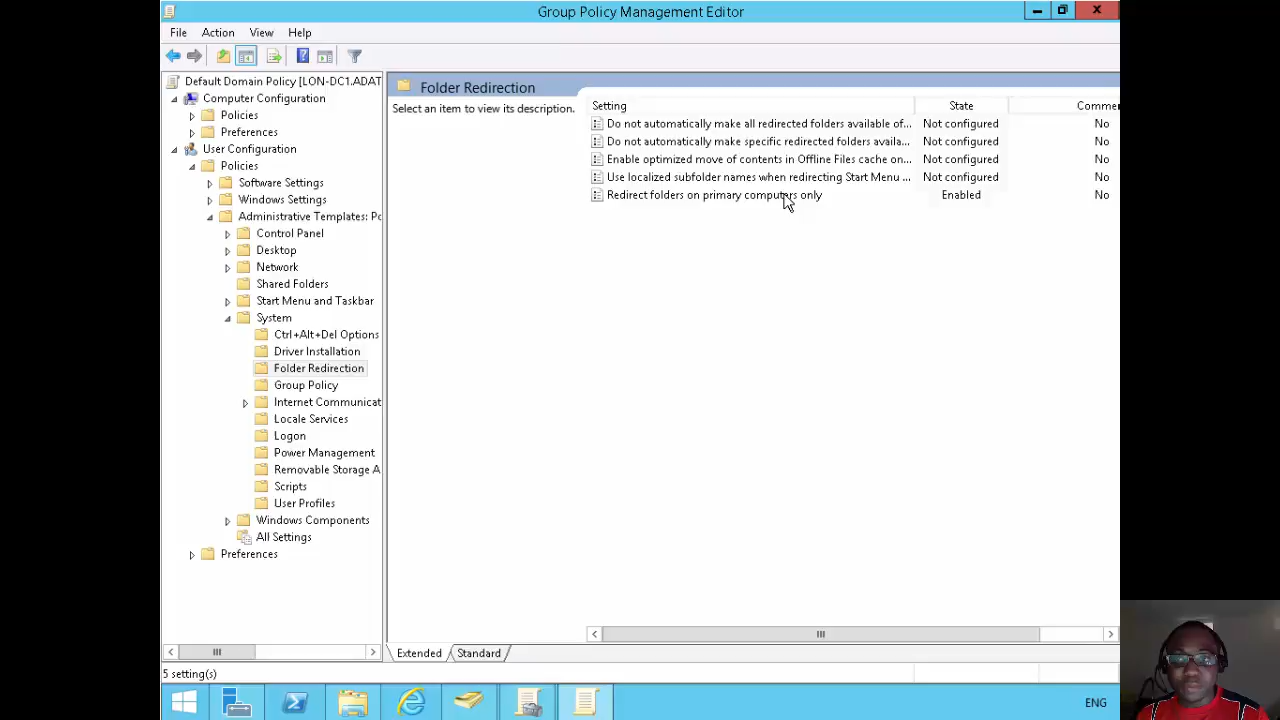 Group Policy Management Editor
File Action View Help
Default Domain Policy [LON-DC1.ADAT
Computer Configuration
Policies
Preferences
User Configuration
Policies
Software Settings
Windows Settings
Administrative Templates: Po
Control Panel
Desktop
Network
Shared Folders
Start Menu and Taskbar
System
Ctrl+Alt+Del Options
Driver Installation
Folder Redirection
Group Policy
Internet Communicat
Locale Services
Logon
Power Management
Removable Storage A
Scripts
User Profiles
Windows Components
All Settings
Preferences
Folder Redirection
Select an item to view its description.
Setting State Commen
Do not automatically make all redirected folders available of... Not configured No
Do not automatically make specific redirected folders availa... Not configured No
Enable optimized move of contents in Offline Files cache on... Not configured No
Use localized subfolder names when redirecting Start Menu ... Not configured No
Redirect folders on primary computers only Enabled No
Extended Standard
5 setting(s)
ENG